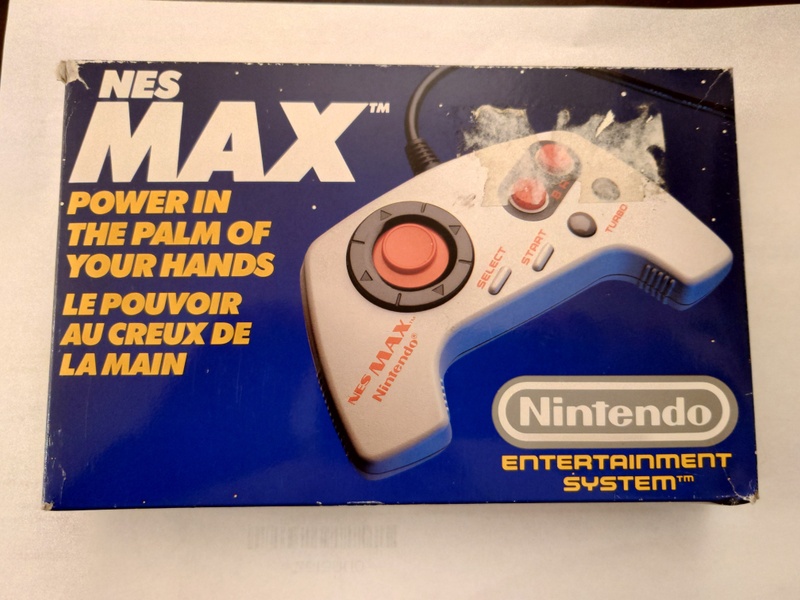 NES
MAX™
POWER IN
THE PALM OF
YOUR HANDS
LE POUVOIR
AU CREUX DE
LA MAIN
SELECT
START
TURBO
NES MAX
Nintendo®
Nintendo
ENTERTAINMENT
SYSTEM™